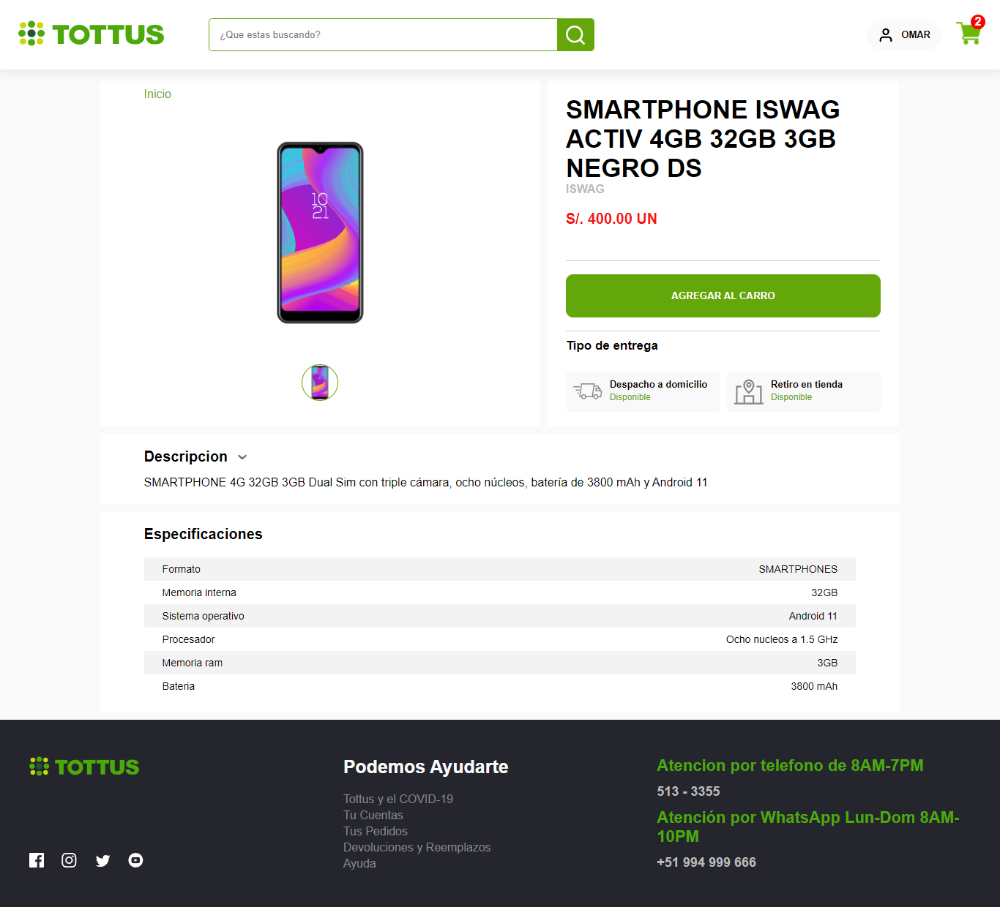 TOTTUS
¿Que estas buscando?
OMAR
2
Inicio
10
21
SMARTPHONE ISWAG
ACTIV 4GB 32GB 3GB
NEGRO DS
ISWAG
S/. 400.00 UN
AGREGAR AL CARRO
Tipo de entrega
Despacho a domicilio
Disponible
Retiro en tienda
Disponible
Descripcion
SMARTPHONE 4G 32GB 3GB Dual Sim con triple cámara, ocho núcleos, batería de 3800 mAh y Android 11
Especificaciones
Formato SMARTPHONES
Memoria interna 32GB
Sistema operativo Android 11
Procesador Ocho nucleos a 1.5 GHz
Memoria ram 3GB
Bateria 3800 mAh
TOTTUS
Podemos Ayudarte
Tottus y el COVID-19
Tu Cuentas
Tus Pedidos
Devoluciones y Reemplazos
Ayuda
Atencion por telefono de 8AM-7PM
513 - 3355
Atención por WhatsApp Lun-Dom 8AM-
10PM
+51 994 999 666